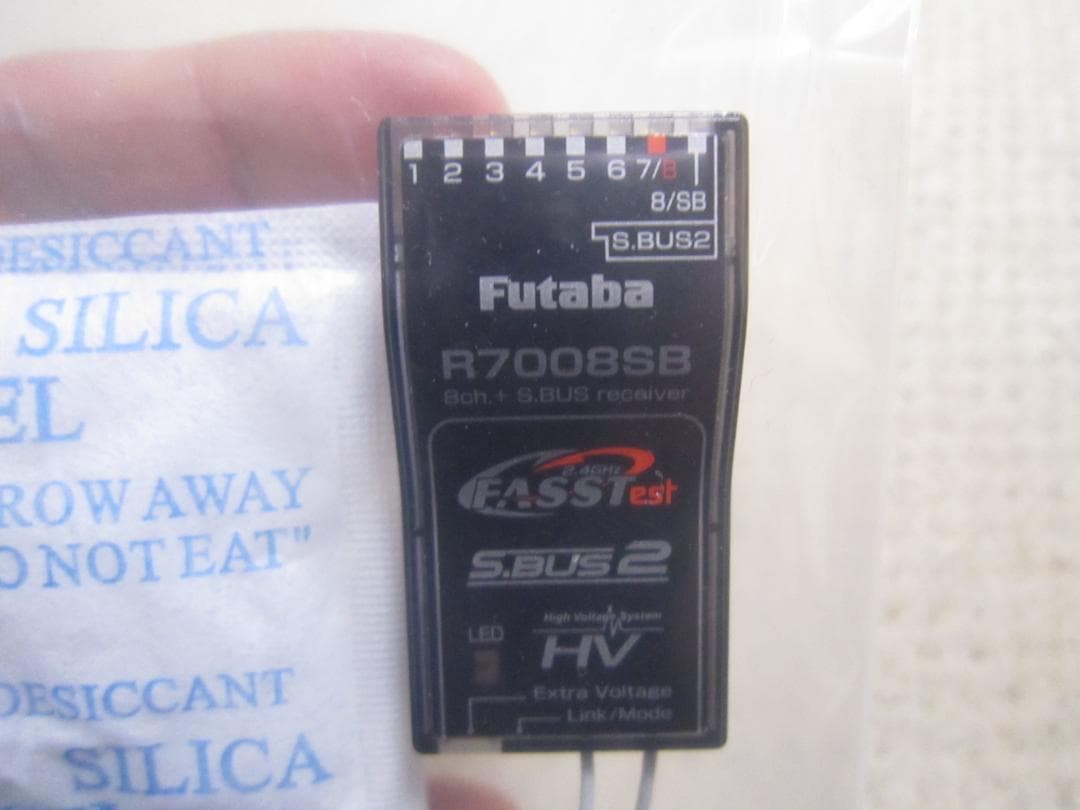 1 2 3 4 5 6 7/8
8/SB
S.BUS2
Futaba
R7008SB
8ch.+ S.BUS receiver
2.4GHz
FASSTest
S.BUS2
High Voltage System
HV
LED
Extra Voltage
Link/Mode
DESICCANT
SILICA
EL
ROW AWAY
O NOT EAT"
DESICCANT
SILICA